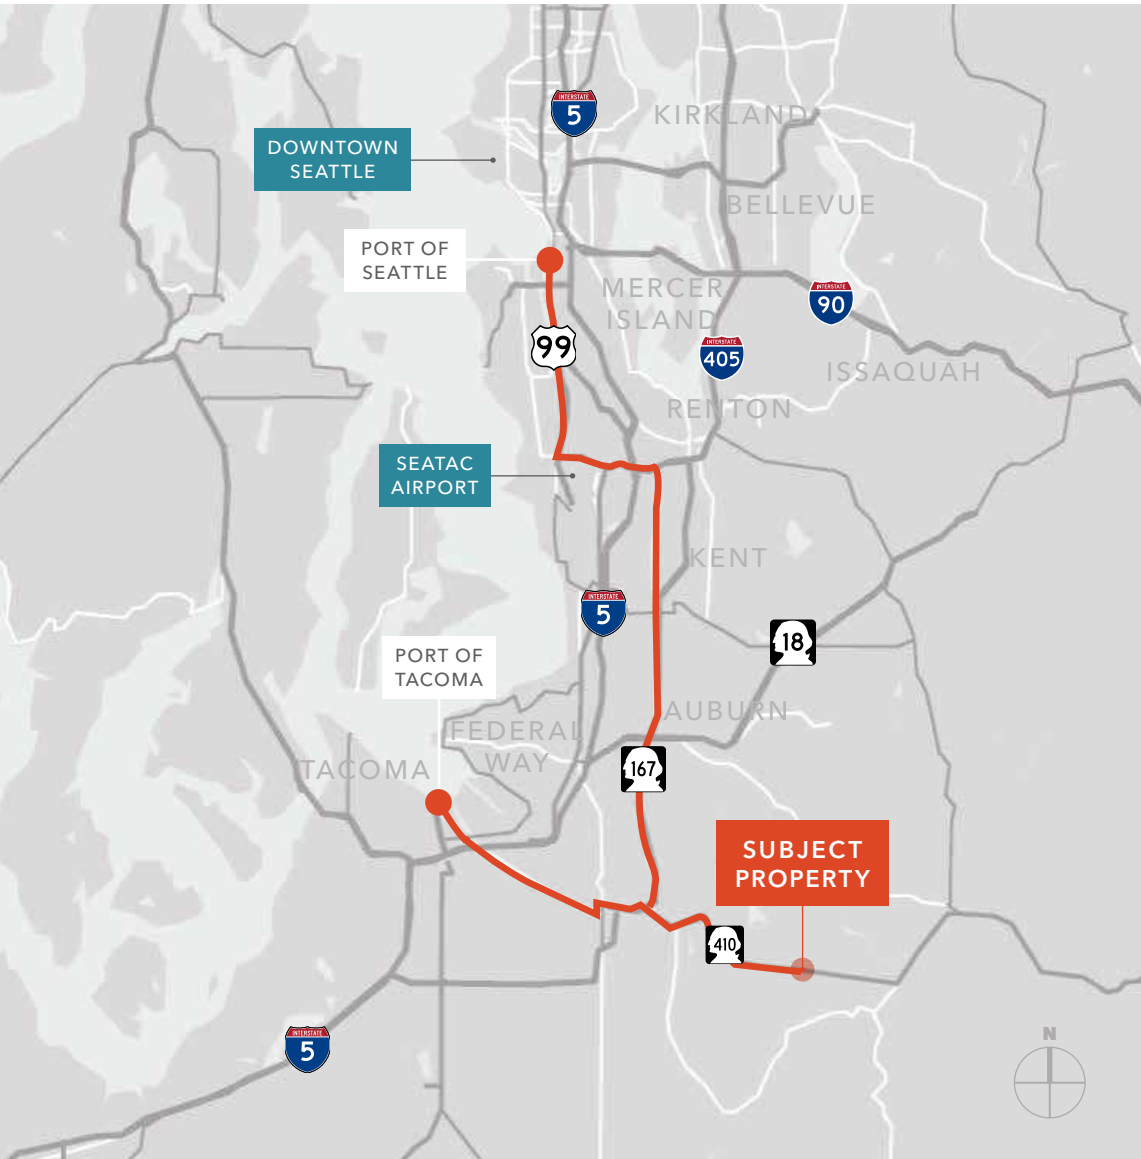 INTERSTATE
5
KIRKLAND
DOWNTOWN
SEATTLE
BELLEVUE
PORT OF
SEATTLE
MERCER
ISLAND
INTERSTATE
90
99
INTERSTATE
405
ISSAQUAH
RENTON
SEATAC
AIRPORT
KENT
INTERSTATE
5
18
PORT OF
TACOMA
AUBURN
FEDERAL
WAY
TACOMA
167
SUBJECT
PROPERTY
410
INTERSTATE
5
N